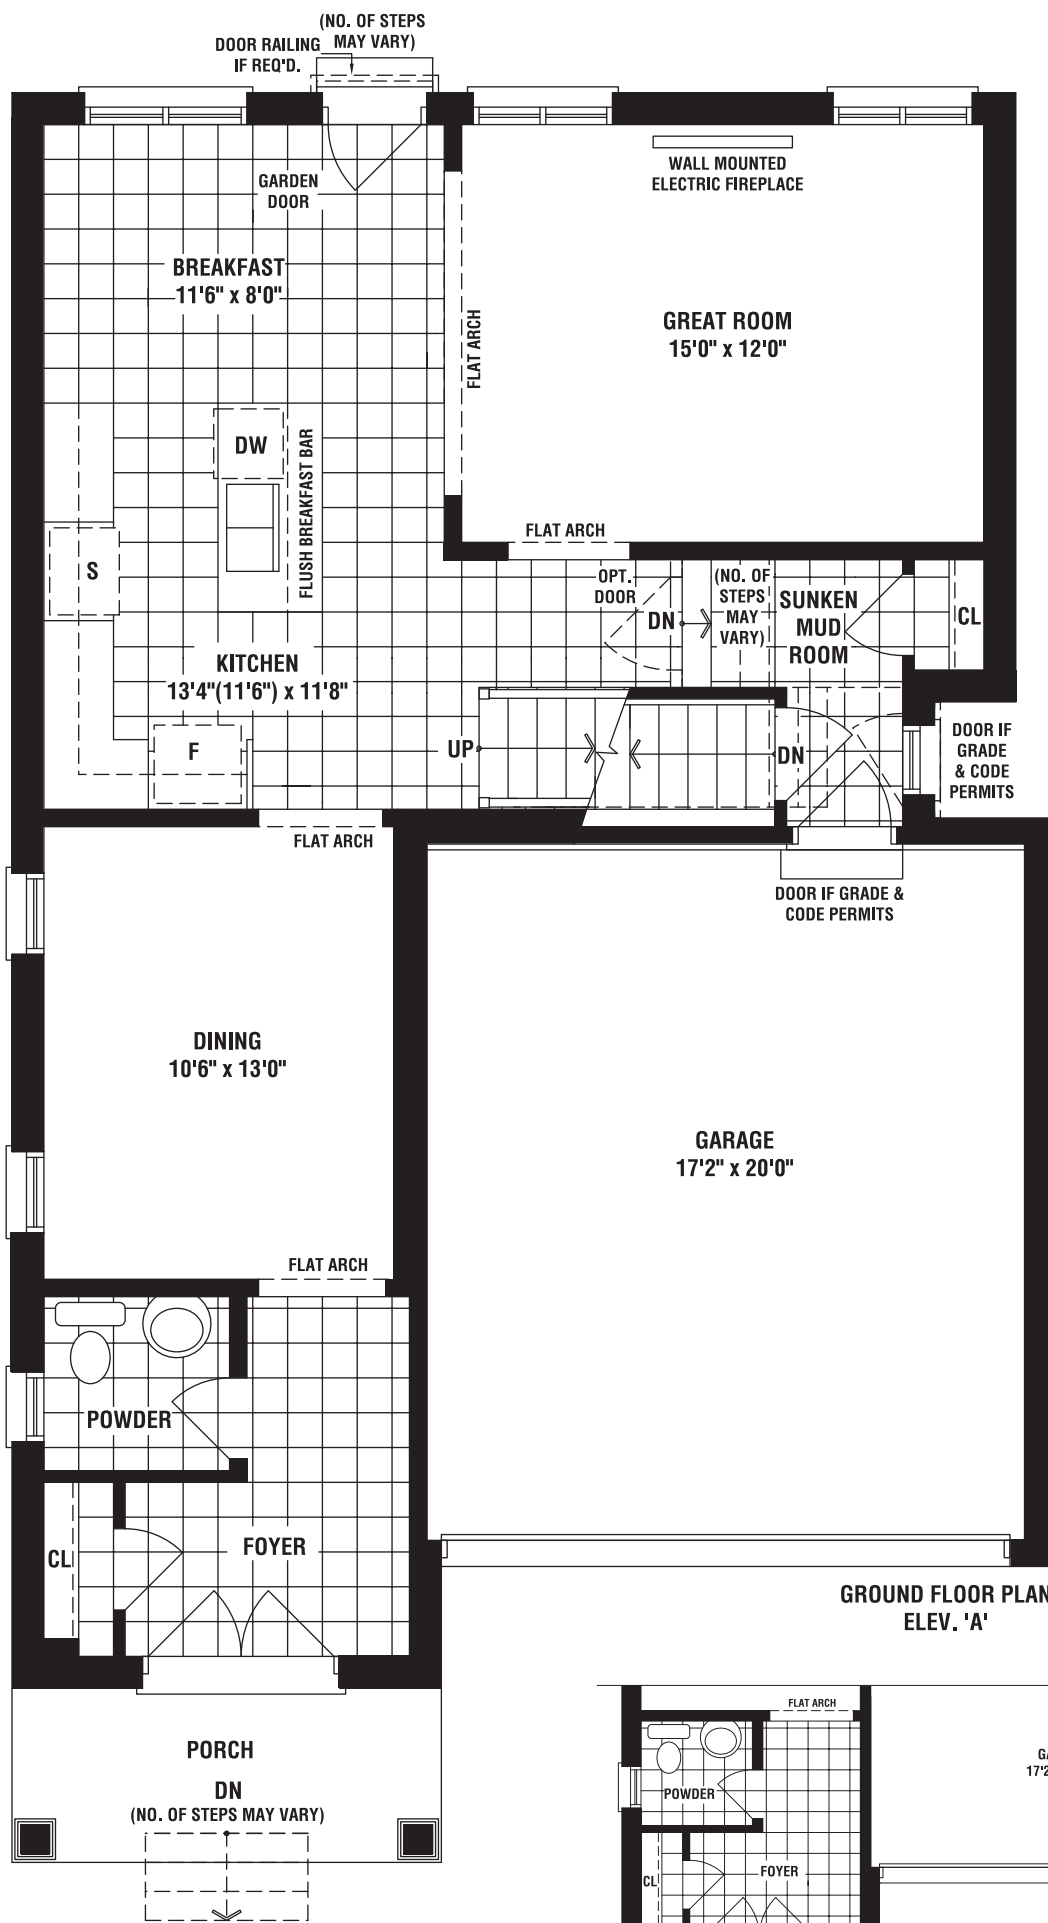 (NO. OF STEPS
MAY VARY)
DOOR RAILING
IF REQ'D.
GARDEN
DOOR
WALL MOUNTED
ELECTRIC FIREPLACE
BREAKFAST
11'6" x 8'0"
GREAT ROOM
15'0" x 12'0"
FLAT ARCH
DW
FLUSH BREAKFAST BAR
S
FLAT ARCH
OPT.
DOOR
DN
(NO. OF
STEPS
MAY
VARY)
SUNKEN
MUD
ROOM
CL
KITCHEN
13'4"(11'6") x 11'8"
F
UP
DN
DOOR IF
GRADE
& CODE
PERMITS
FLAT ARCH
DOOR IF GRADE &
CODE PERMITS
DINING
10'6" x 13'0"
GARAGE
17'2" x 20'0"
FLAT ARCH
POWDER
CL
FOYER
GROUND FLOOR PLAN
ELEV. 'A'
PORCH
DN
(NO. OF STEPS MAY VARY)
FLAT ARCH
POWDER
CL
FOYER